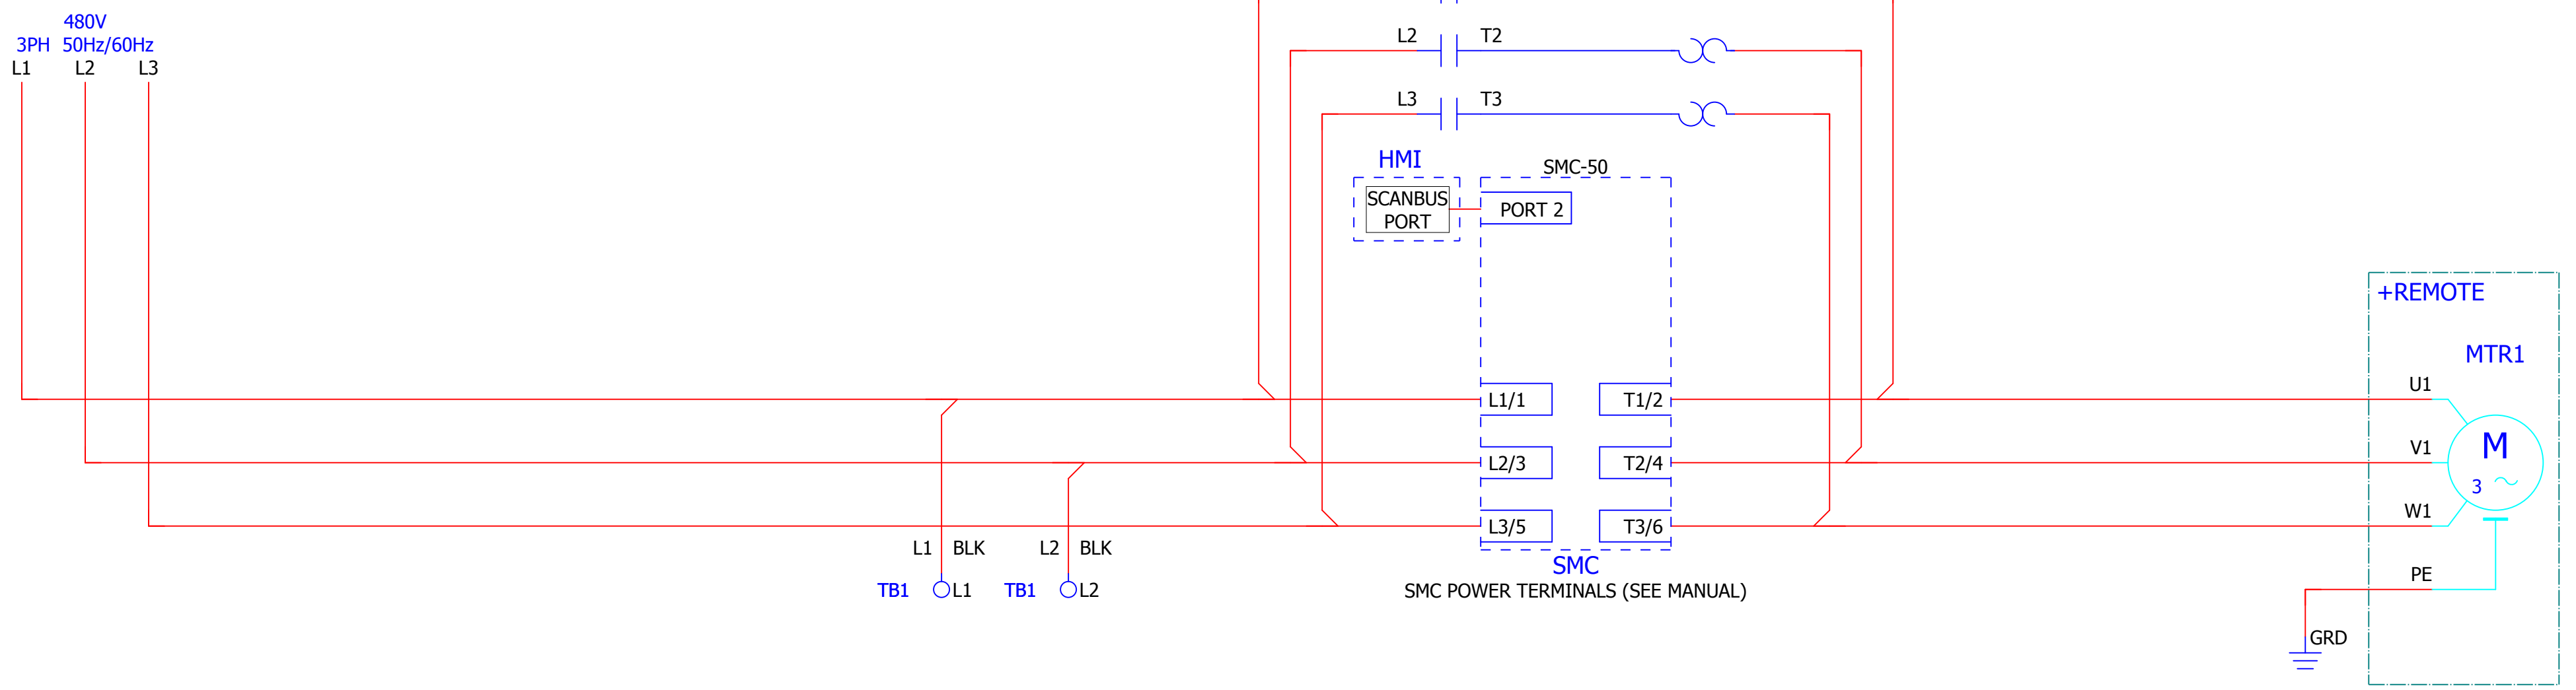 480V
3PH 50Hz/60Hz
L1 L2 L3
L2 T2
L3 T3
HMI
SMC-50
SCANBUS
PORT
PORT 2
+REMOTE
MTR1
U1
L1/1 T1/2
V1
M
3
L2/3 T2/4
W1
L3/5 T3/6
L1 BLK L2 BLK
SMC
TB1 L1 TB1 L2
SMC POWER TERMINALS (SEE MANUAL)
PE
GRD